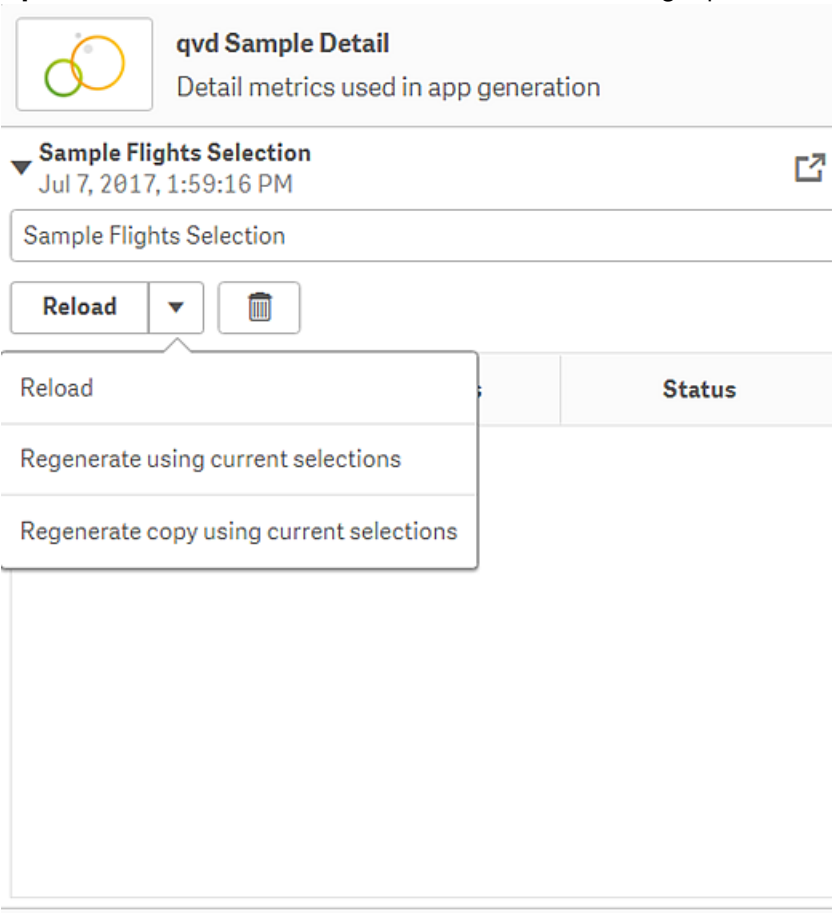 qvd Sample Detail
Detail metrics used in app generation
Sample Flights Selection
Jul 7, 2017, 1:59:16 PM
Sample Flights Selection
Reload
Reload
Status
Regenerate using current selections
Regenerate copy using current selections